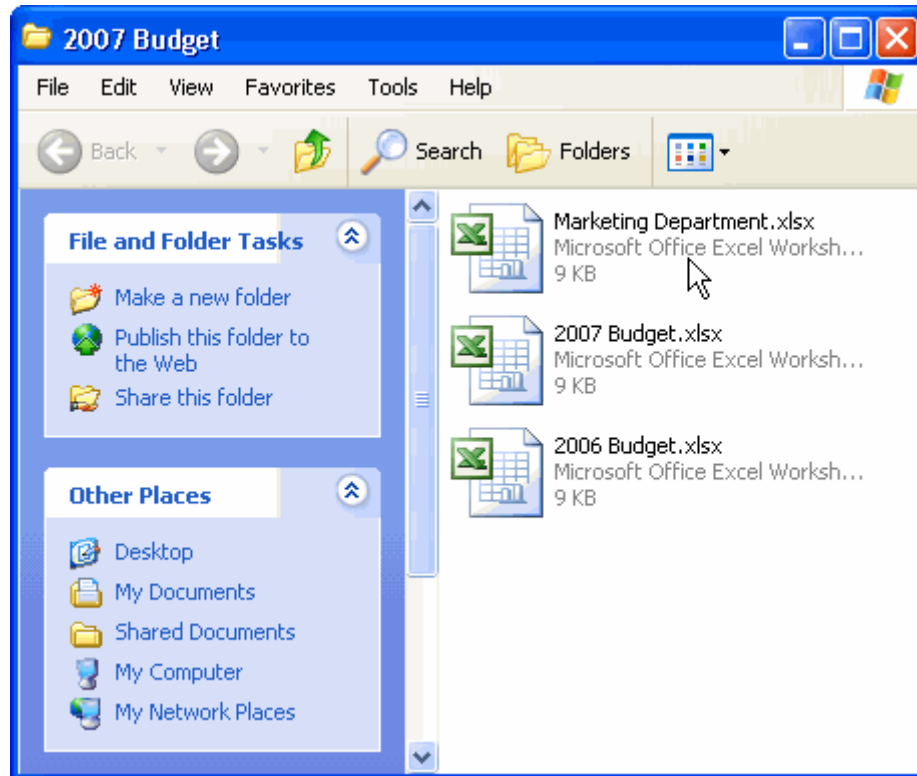 2007 Budget
File Edit View Favorites Tools Help
Back Search Folders
File and Folder Tasks
Make a new folder
Publish this folder to
the Web
Share this folder
Other Places
Desktop
My Documents
Shared Documents
My Computer
My Network Places
Marketing Department.xlsx
Microsoft Office Excel Worksh...
9 KB
2007 Budget.xlsx
Microsoft Office Excel Worksh...
9 KB
2006 Budget.xlsx
Microsoft Office Excel Worksh...
9 KB